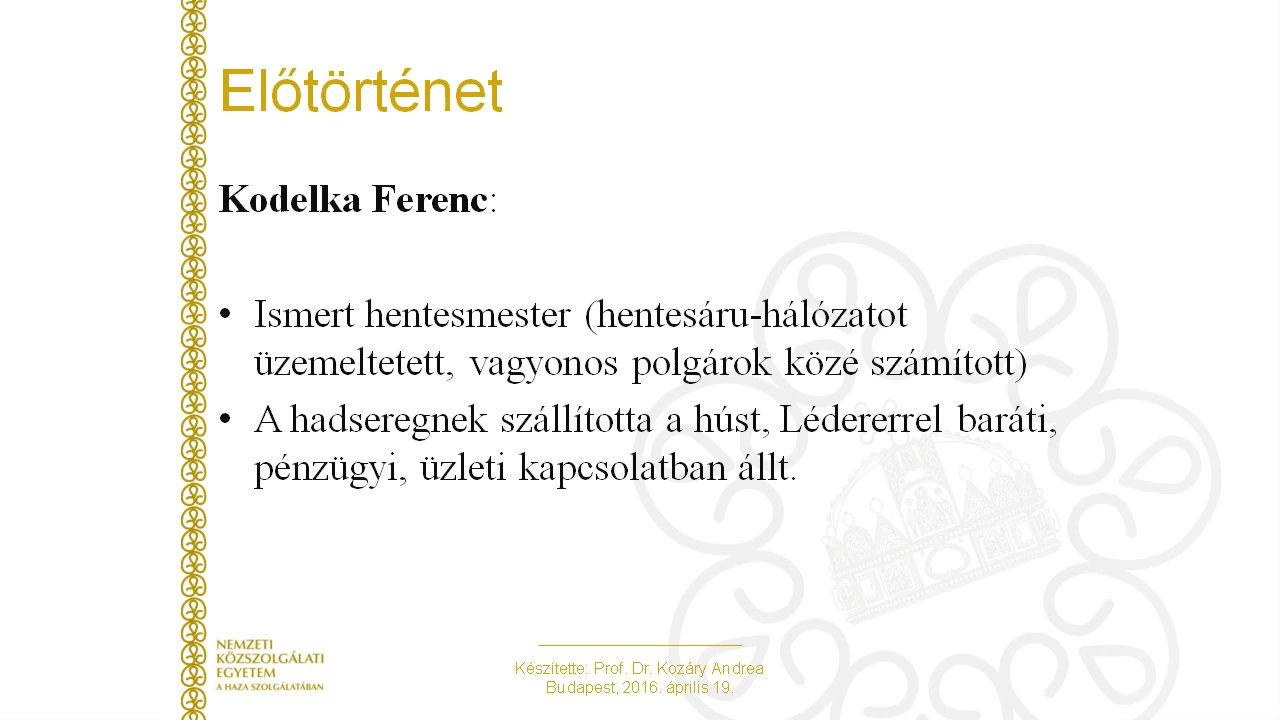 Előtörténet
Kodelka Ferenc:
• Ismert hentesmester (hentesáru-hálózatot
üzemeltetett, vagyonos polgárok közé számított)
• A hadseregnek szállította a húst, Lédererrel baráti,
pénzügyi, üzleti kapcsolatban állt.
NEMZETI
KÖZSZOLGÁLATI
EGYETEM
A HAZA SZOLGÁLATÁBAN
Készítette: Prof. Dr. Kozáry Andrea
Budapest, 2016. április 19.